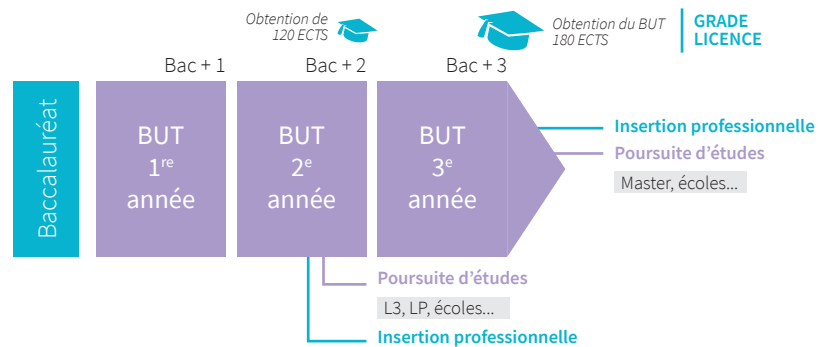 Obtention de
120 ECTS
Obtention du BUT
180 ECTS
GRADE
LICENCE
Bac + 1
Bac + 2
Bac + 3
Baccalauréat
BUT
1re
année
BUT
2e
année
BUT
3e
année
Insertion professionnelle
Poursuite d'études
Master, écoles...
Poursuite d'études
L3, LP, écoles...
Insertion professionnelle